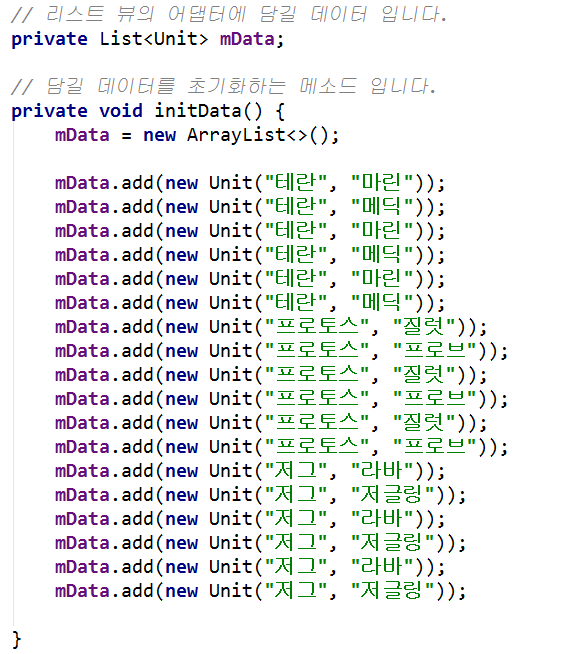 // 리스트 뷰의 어댑터에 담길 데이터 입니다.
private List<Unit> mData;
// 담길 데이터를 초기화하는 메소드 입니다.
private void initData() {
mData = new ArrayList<>();
mData.add(new Unit("테란", "마린"));
mData.add(new Unit("테란", "메딕"));
mData.add(new Unit("테란", "마린"));
mData.add(new Unit("테란", "메딕"));
mData.add(new Unit("테란", "마린"));
mData.add(new Unit("테란", "메딕"));
mData.add(new Unit("프로토스", "질럿"));
mData.add(new Unit("프로토스", "프로브"));
mData.add(new Unit("프로토스", "질럿"));
mData.add(new Unit("프로토스", "프로브"));
mData.add(new Unit("프로토스", "질럿"));
mData.add(new Unit("프로토스", "프로브"));
mData.add(new Unit("저그", "라바"));
mData.add(new Unit("저그", "저글링"));
mData.add(new Unit("저그", "라바"));
mData.add(new Unit("저그", "저글링"));
mData.add(new Unit("저그", "라바"));
mData.add(new Unit("저그", "저글링"));
}